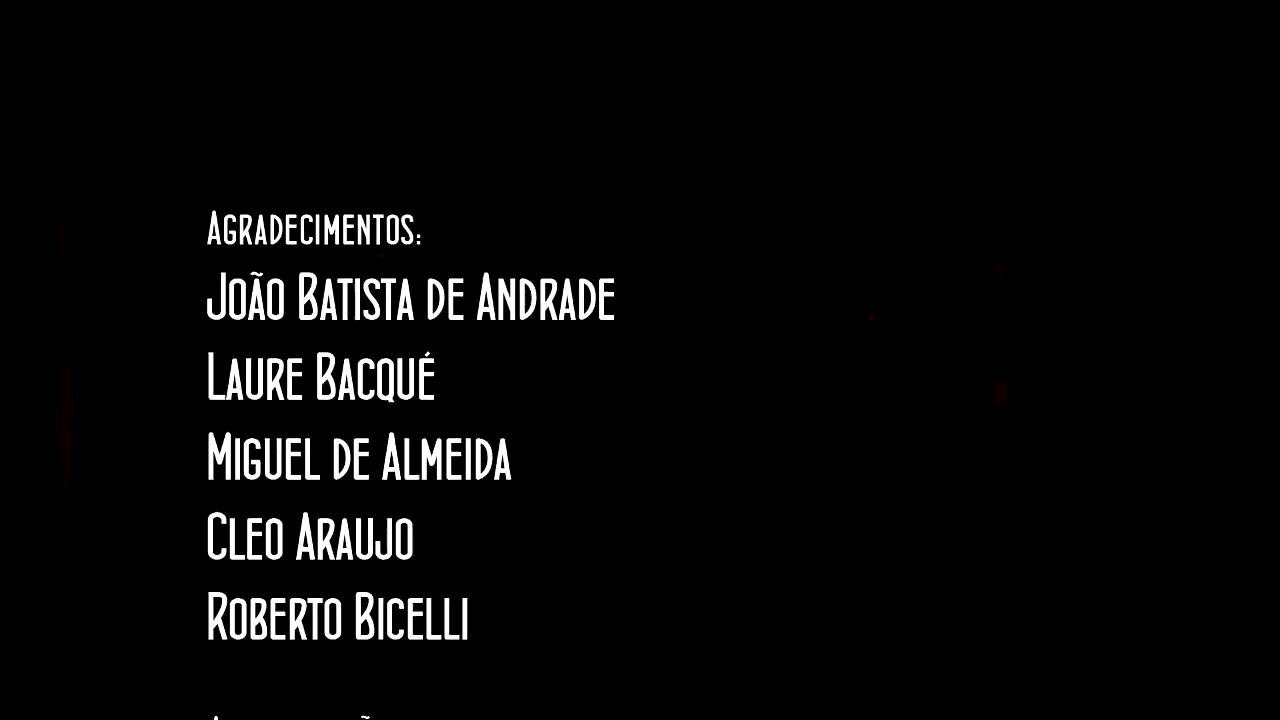 Agradecimentos:
João Batista de Andrade
Laure Bacqué
Miguel de Almeida
Cleo Araujo
Roberto Bicelli